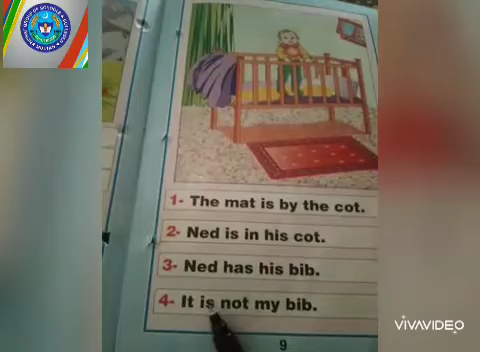 1- The mat is by the cot.
2- Ned is in his cot.
3- Ned has his bib.
4- It is not my bib.
9
VIVAVIDEO